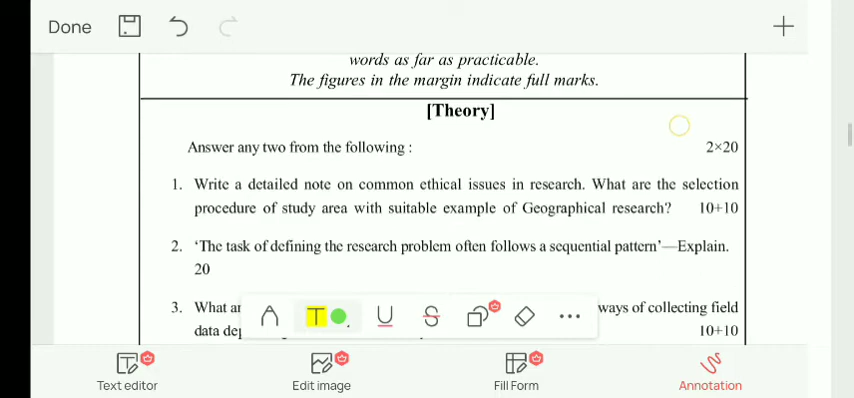 Done
words as far as practicable.
The figures in the margin indicate full marks.
[Theory]
Answer any two from the following : 2×20
1. Write a detailed note on common ethical issues in research. What are the selection
procedure of study area with suitable example of Geographical research? 10+10
2. ‘The task of defining the research problem often follows a sequential pattern’—Explain.
20
3. What ways of collecting field
data 10+10
T U S
Text editor Edit image Fill Form Annotation